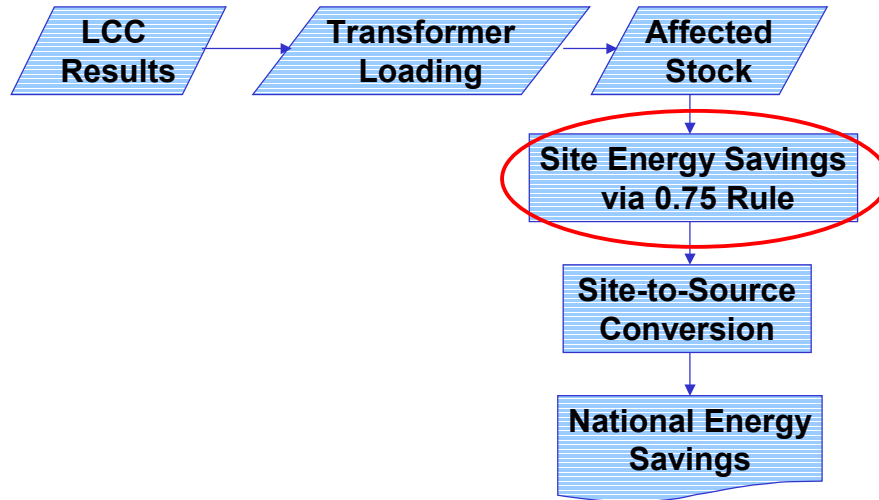 LCC
Results
Transformer
Loading
Affected
Stock
Site Energy Savings
via 0.75 Rule
Site-to-Source
Conversion
National Energy
Savings